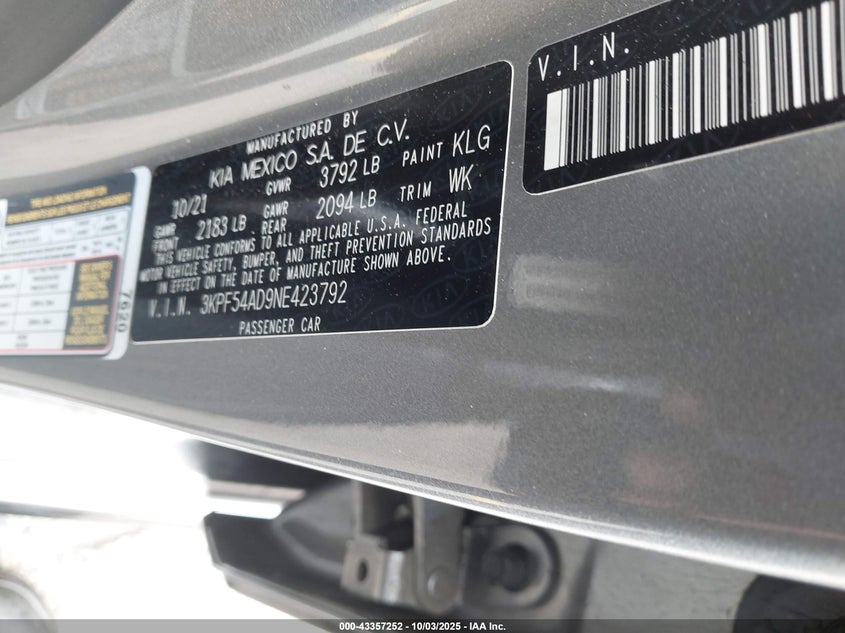 MANUFACTURED BY
KIA MEXICO S.A. DE C.V.
10/21 GVWR 3792 LB PAINT KLG
GAWR FRONT 2183 LB GAWR REAR 2094 LB TRIM WK
THIS VEHICLE CONFORMS TO ALL APPLICABLE U.S.A. FEDERAL
MOTOR VEHICLE SAFETY, BUMPER, AND THEFT PREVENTION STANDARDS
IN EFFECT ON THE DATE OF MANUFACTURE SHOWN ABOVE.
V.I.N. 3KPF54AD9NE423792
PASSENGER CAR
V.I.N.
7620
000-43357252 | 10/03/2025 - IAA Inc.